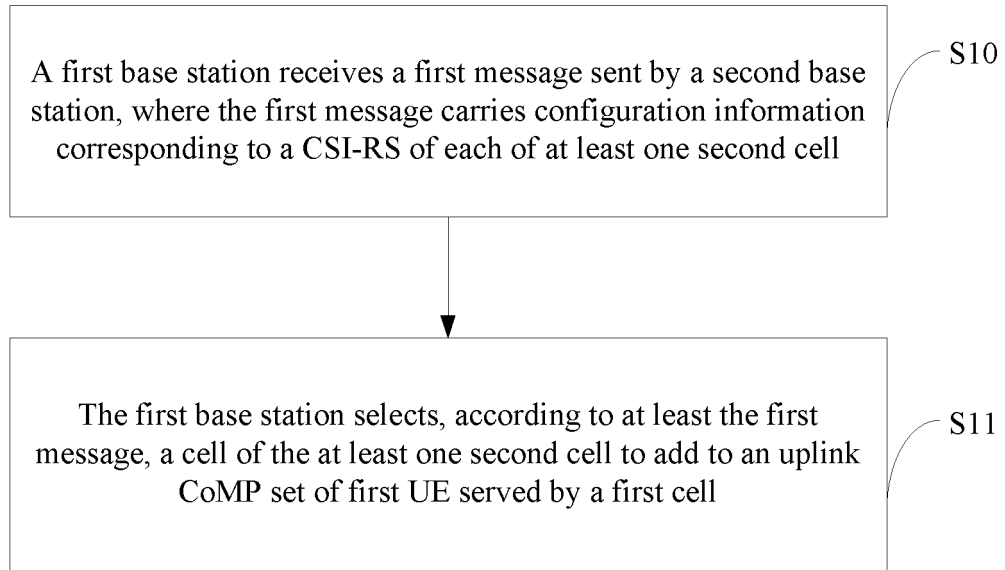 A first base station receives a first message sent by a second base
station, where the first message carries configuration information
corresponding to a CSI-RS of each of at least one second cell
S10
The first base station selects, according to at least the first
message, a cell of the at least one second cell to add to an uplink
CoMP set of first UE served by a first cell
S11